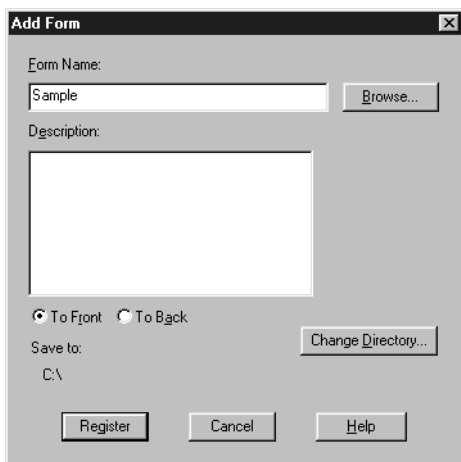 Add Form
Form Name:
Sample
Browse...
Description:
To Front To Back
Change Directory...
Save to:
C:\
Register Cancel Help